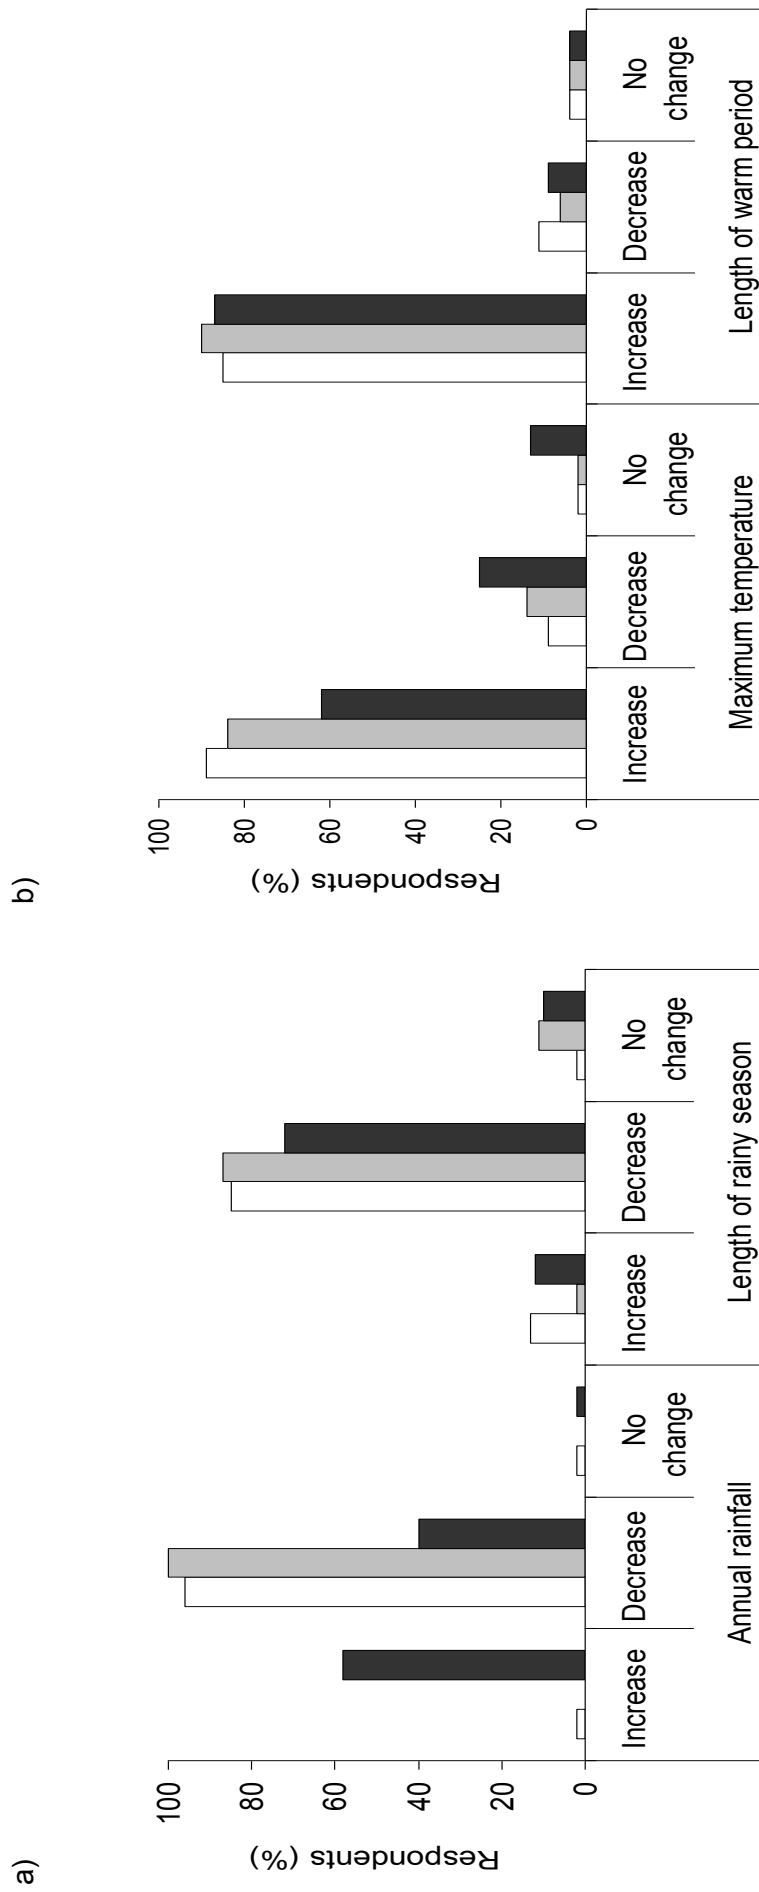 a)
Respondents (%)
100
80
60
40
20
0
Increase
Decrease
No
change
Increase
Decrease
No
change
Annual rainfall
Length of rainy season
b)
Respondents (%)
100
80
60
40
20
0
Increase
Decrease
No
change
Increase
Decrease
No
change
Maximum temperature
Length of warm period